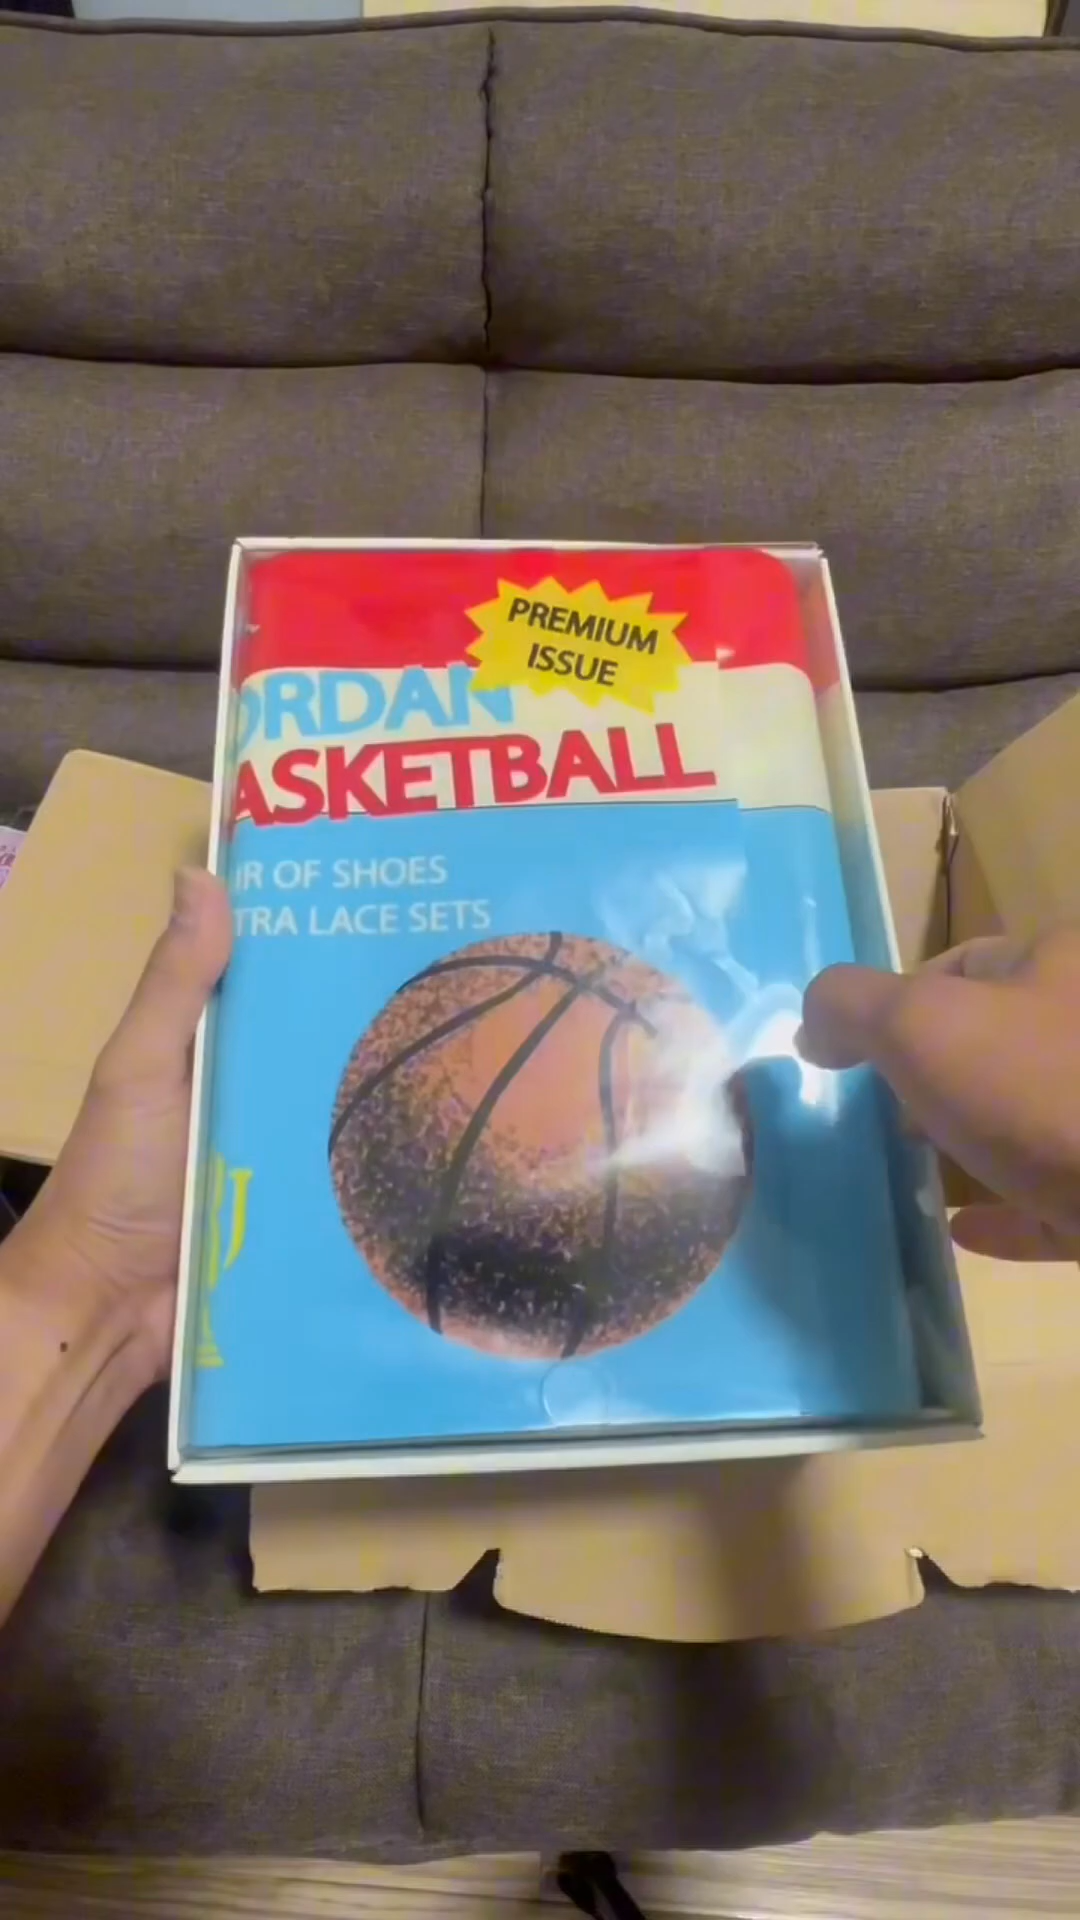 PREMIUM
ISSUE
ORDAN
ASKETBALL
IR OF SHOES
TRA LACE SETS